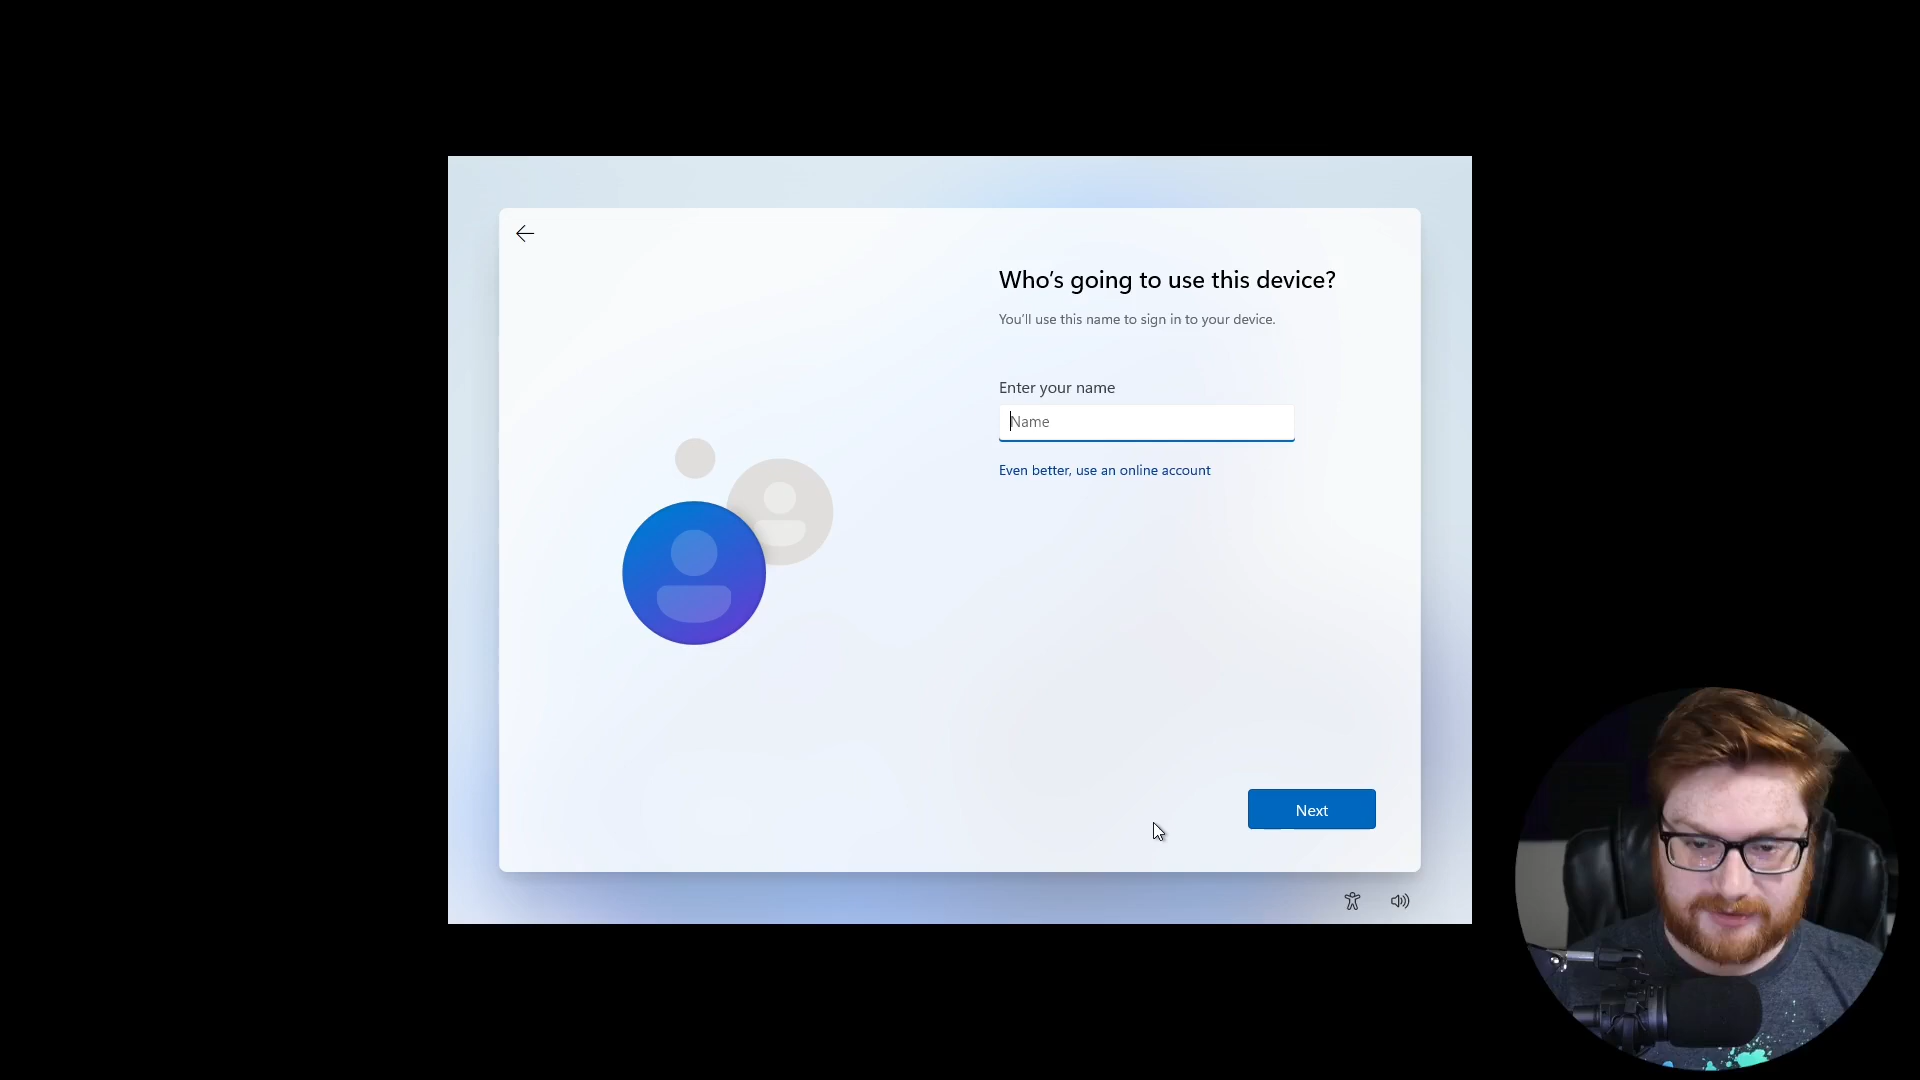 Who's going to use this device?
You'll use this name to sign in to your device.
Enter your name
Name
Even better, use an online account
Next